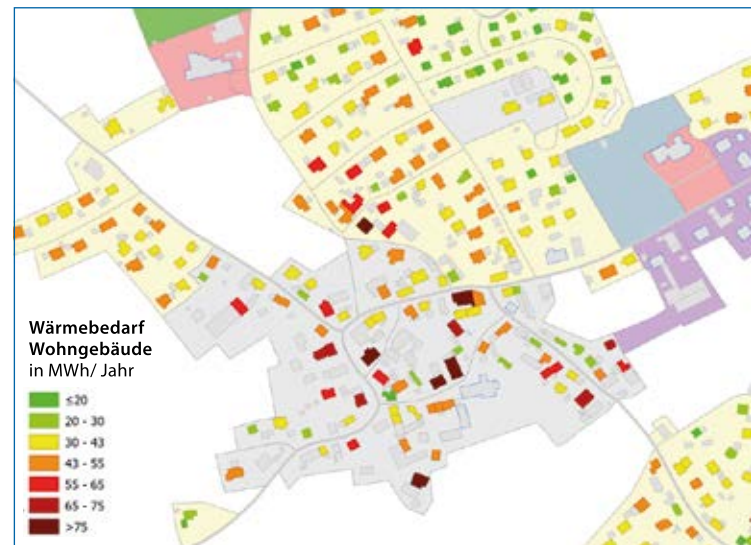 Wärmebedarf
Wohngebäude
in MWh/ Jahr
≤20
20 - 30
30 - 43
43 - 55
55 - 65
65 - 75
>75